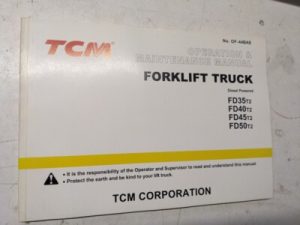 No. OF-A4BAS
TCM
OPERATION &
MAINTENANCE MANUAL
FORKLIFT TRUCK
Diesel Powered
FD35T2
FD40T2
FD45T2
FD50T2
• It is the responsibility of the Operator and Supervisor to read and understand this manual.
• Protect the earth and be kind to your lift truck.
TCM CORPORATION